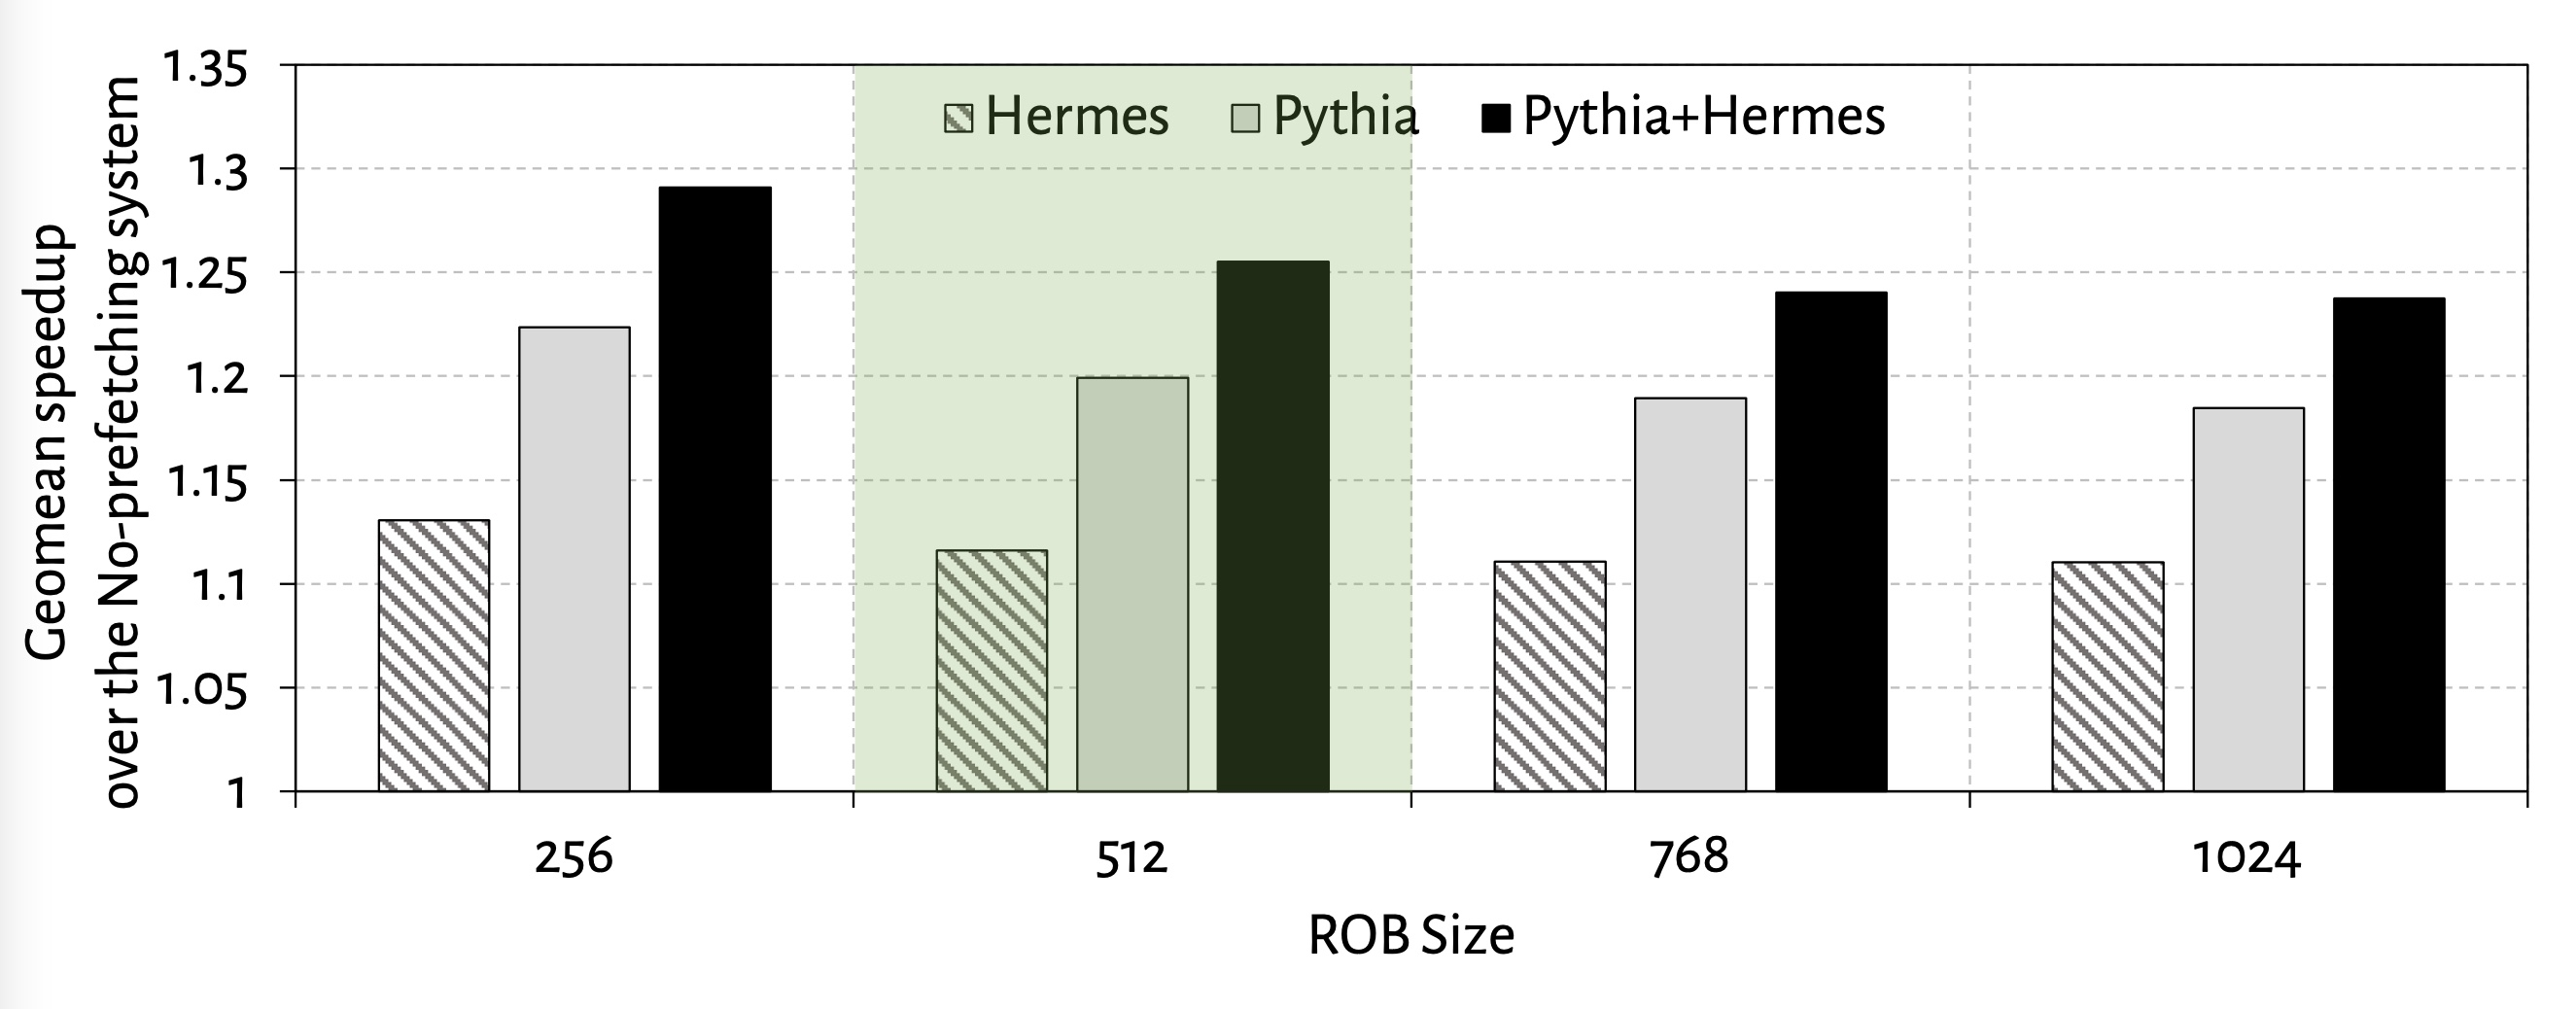 Geomean speedup
over the No-prefetching system
1.35
1.3
1.25
1.2
1.15
1.1
1.05
1
Hermes Pythia Pythia+Hermes
256 512 768 1024
ROB Size